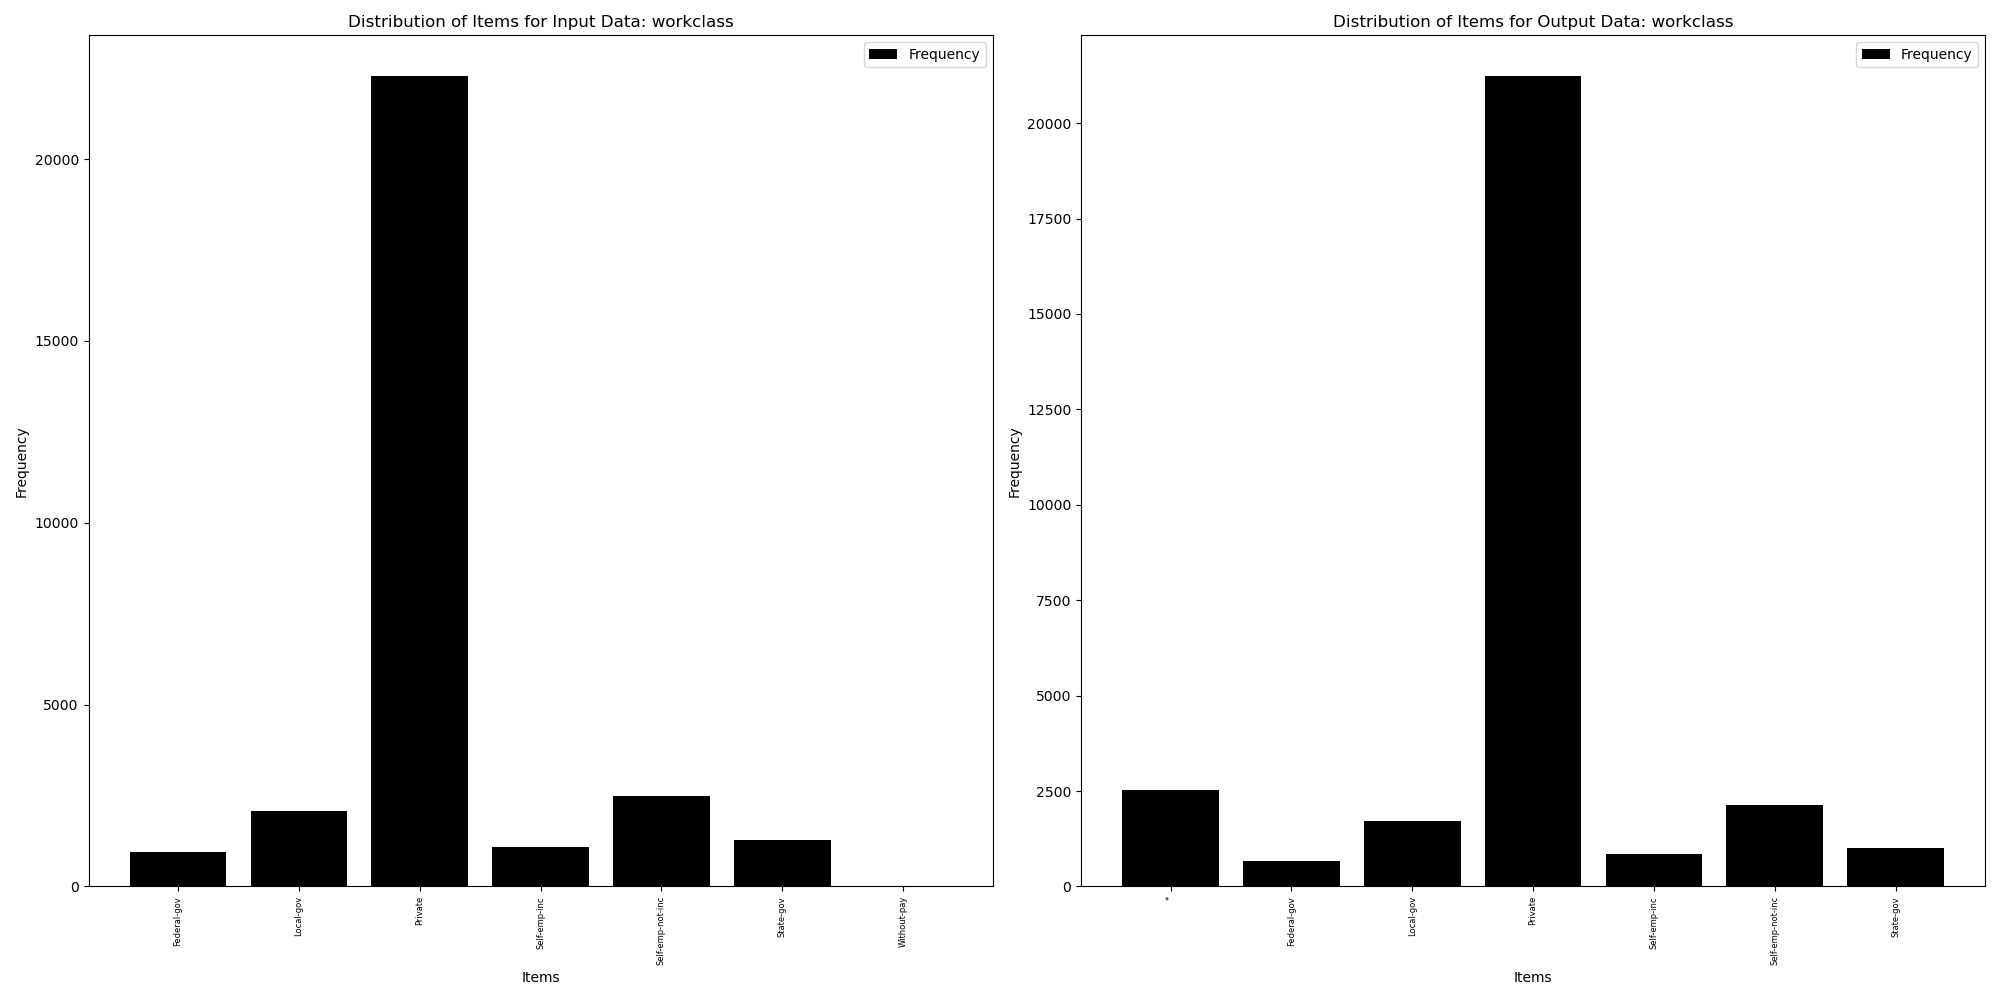 Distribution of Items for Input Data: workclass
Frequency
20000
15000
10000
5000
0
Frequency
Federal-gov
Local-gov
Private
Self-emp-inc
Self-emp-not-inc
State-gov
Without-pay
Items
Distribution of Items for Output Data: workclass
Frequency
20000
17500
15000
12500
10000
7500
5000
2500
0
Frequency
*
Federal-gov
Local-gov
Private
Self-emp-inc
Self-emp-not-inc
State-gov
Items